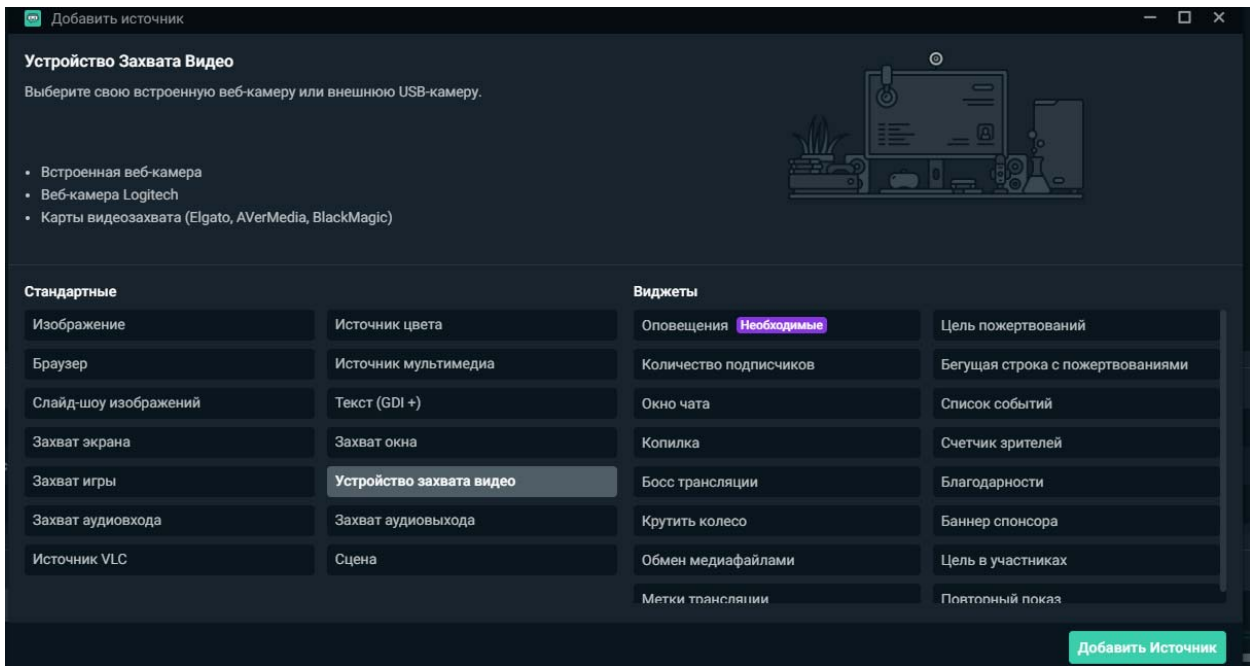 Добавить источник
Устройство Захвата Видео
Выберите свою встроенную веб-камеру или внешнюю USB-камеру.
• Встроенная веб-камера
• Веб-камера Logitech
• Карты видеозахвата (Elgato, AVerMedia, BlackMagic)
Стандартные
Изображение
Источник цвета
Браузер
Источник мультимедиа
Слайд-шоу изображений
Текст (GDI +)
Захват экрана
Захват окна
Захват игры
Устройство захвата видео
Захват аудиовхода
Захват аудиовыхода
Источник VLC
Сцена
Виджеты
Оповещения Необходимые
Цель пожертвований
Количество подписчиков
Бегущая строка с пожертвованиями
Окно чата
Список событий
Копилка
Счетчик зрителей
Босс трансляции
Благодарности
Крутить колесо
Баннер спонсора
Обмен медиафайлами
Цель в участниках
Метки трансляции
Повторный показ
Добавить Источник